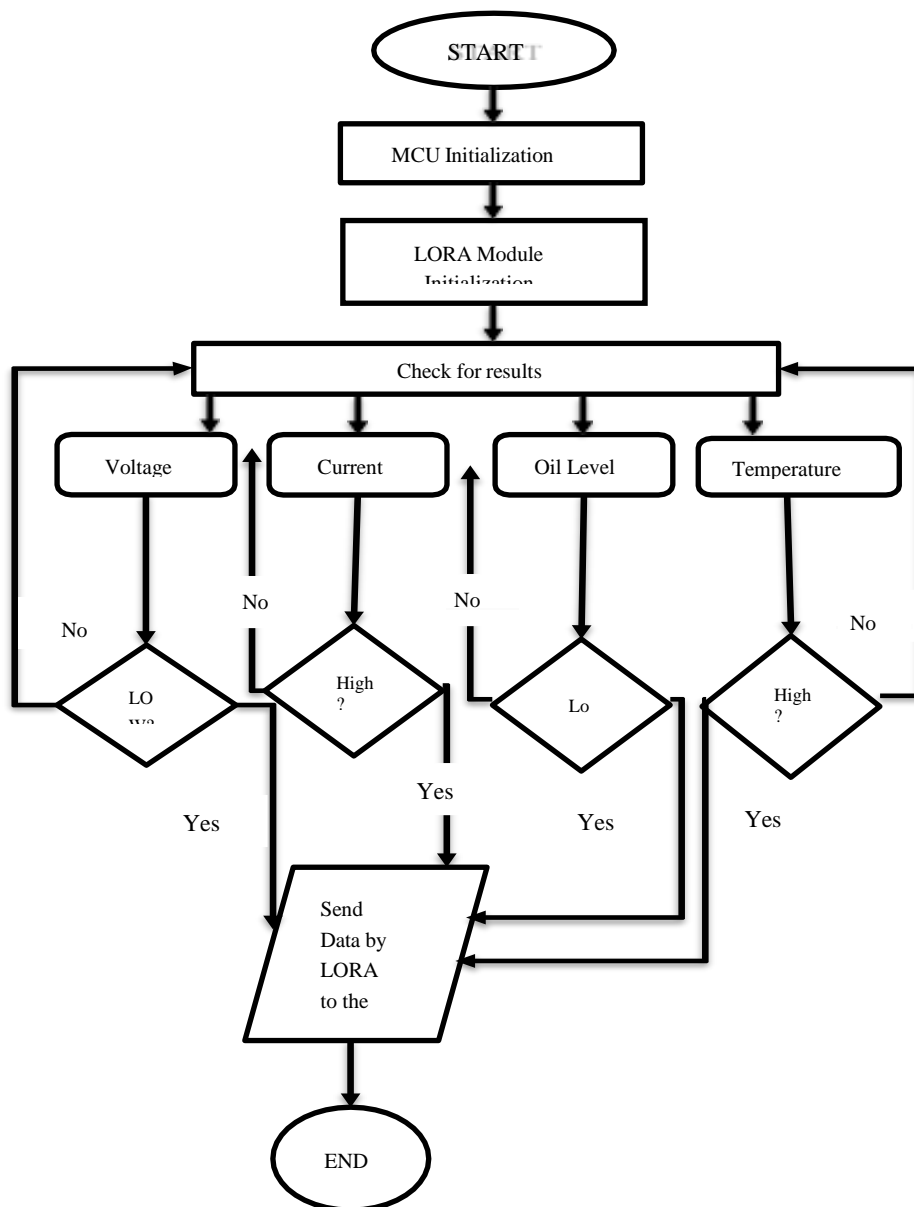 START
MCU Initialization
LORA Module
Initialization
Check for results
Voltage
Current
Oil Level
Temperature
No
No
No
No
LO
W?
High
?
Lo
High
?
Yes
Yes
Yes
Yes
Send
Data by
LORA
to the
END